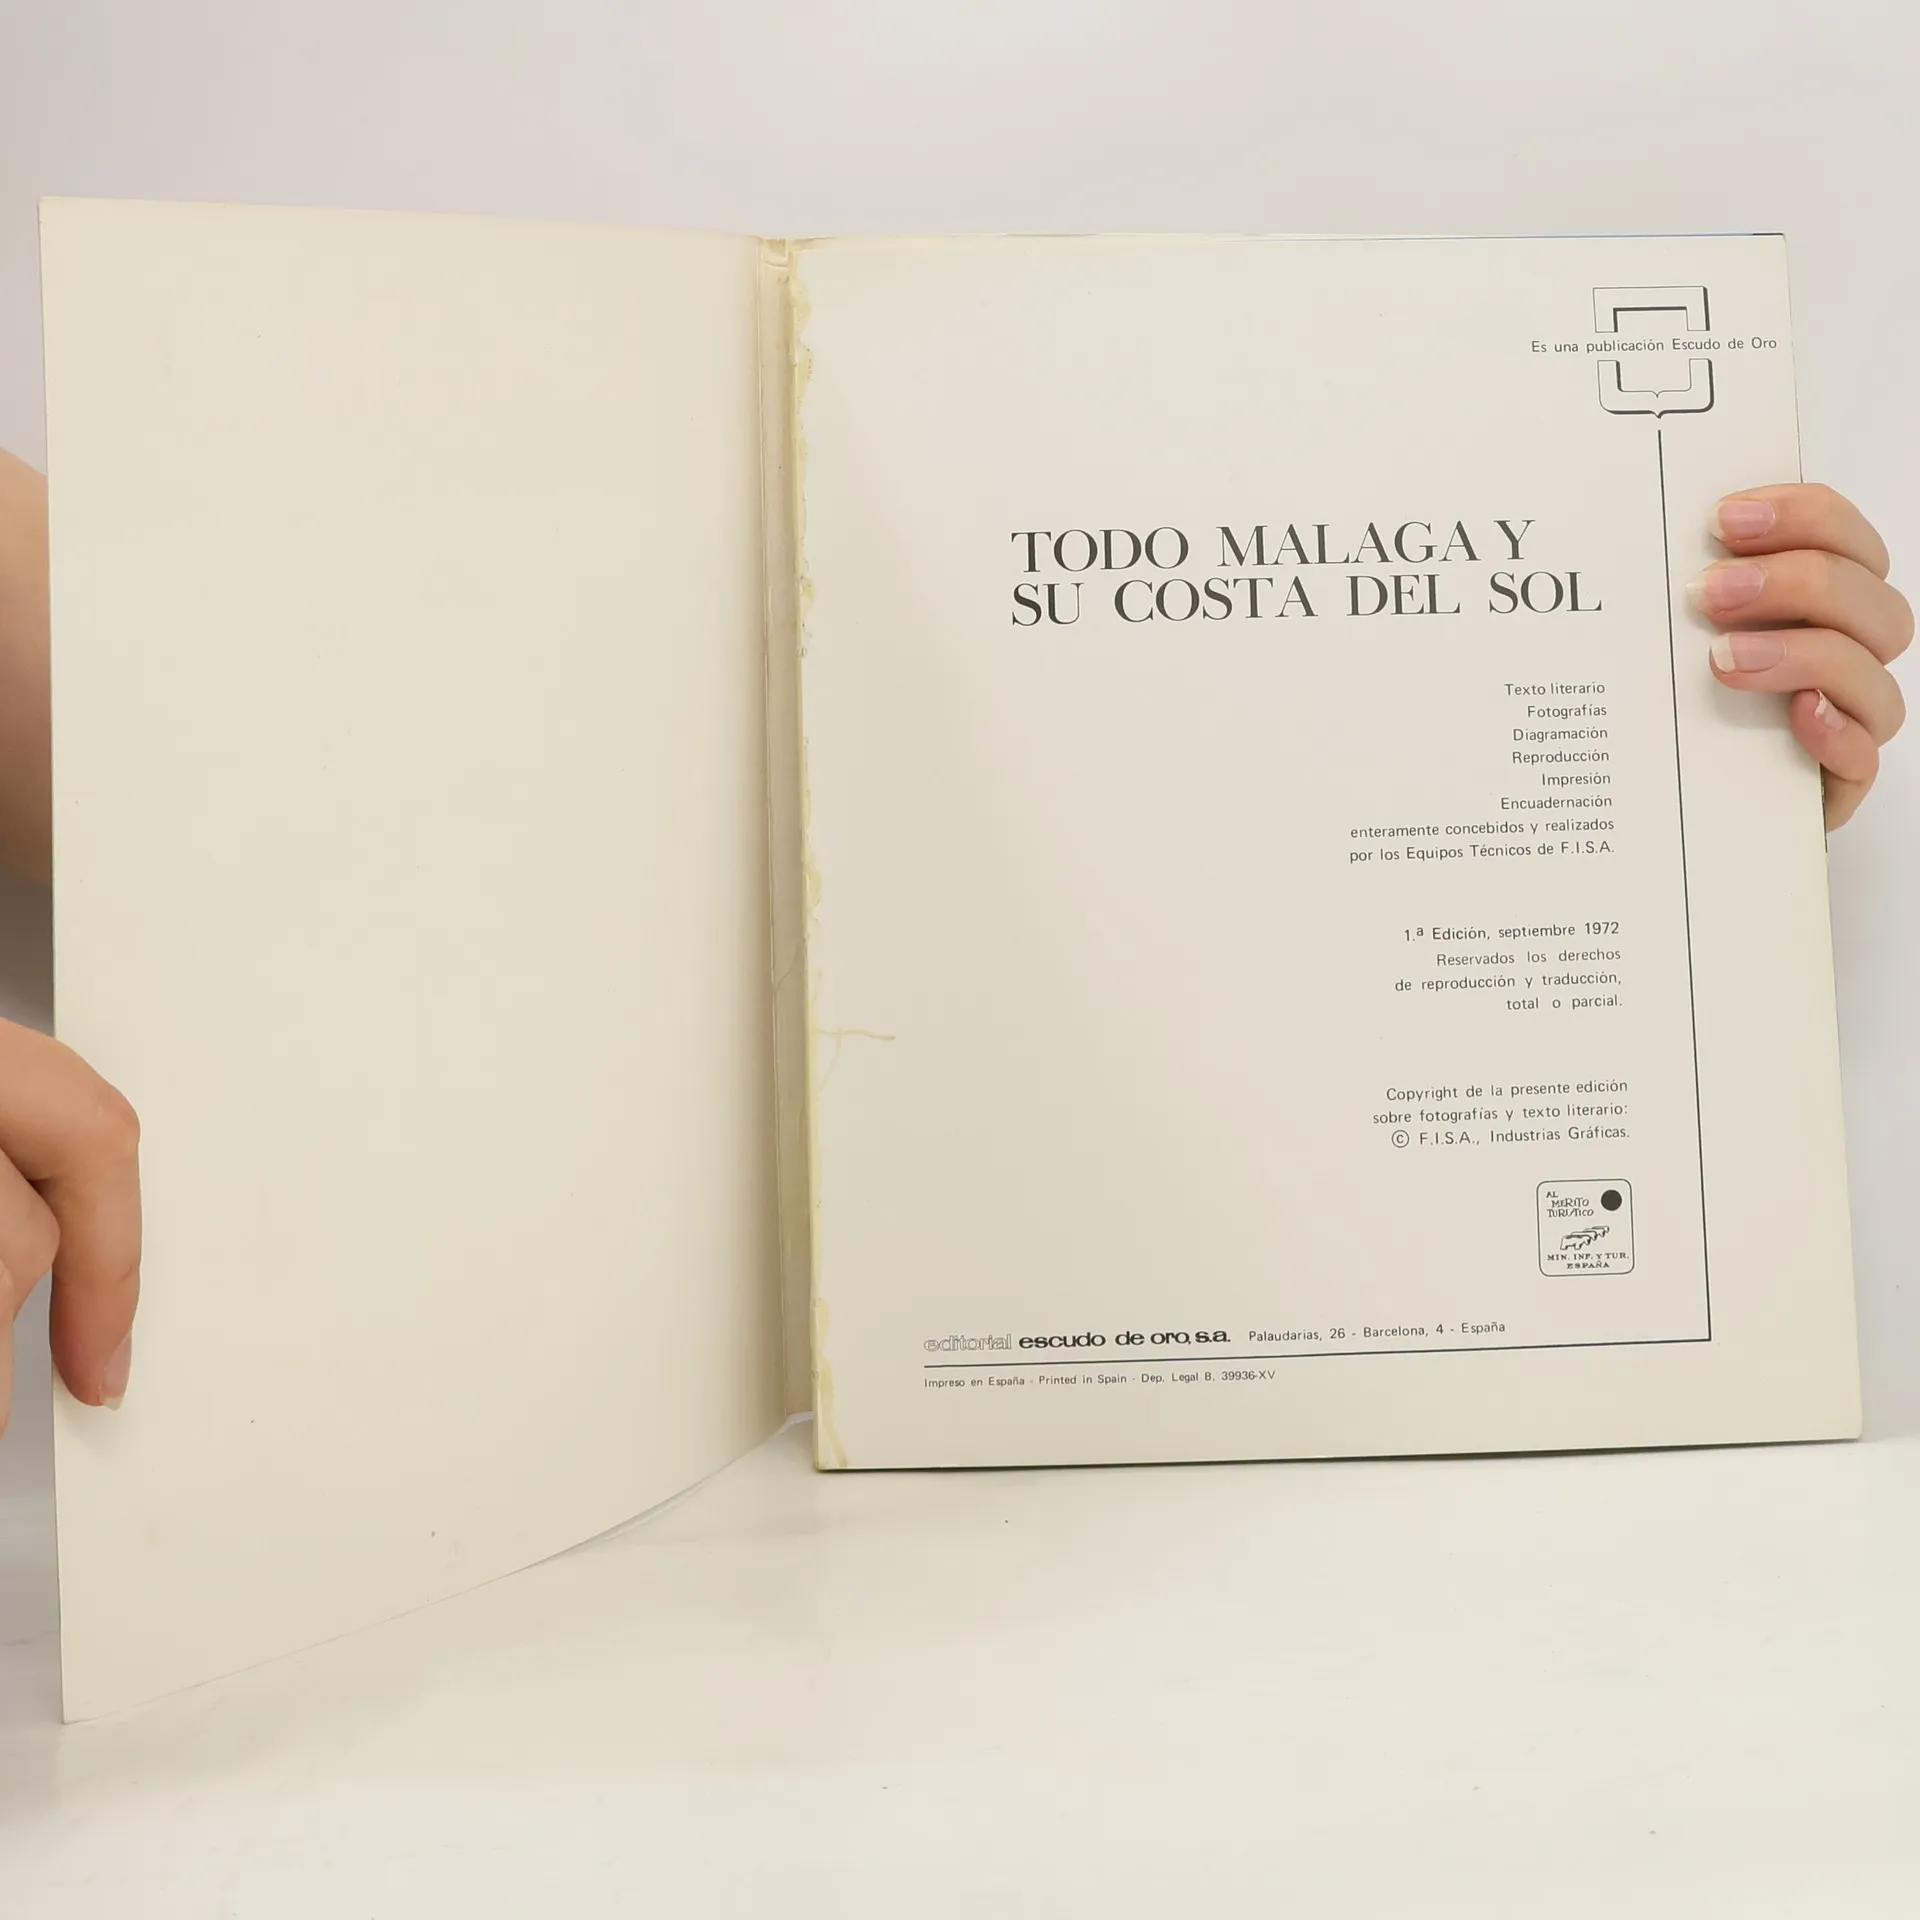 Es una publicación Escudo de Oro
TODO MALAGA Y
SU COSTA DEL SOL
Texto literario
Fotografías
Diagramación
Reproducción
Impresión
Encuadernación
enteramente concebidos y realizados
por los Equipos Técnicos de F.I.S.A.
1.ª Edición, septiembre 1972
Reservados los derechos
de reproducción y traducción,
total o parcial.
Copyright de la presente edición
sobre fotografías y texto literario:
© F.I.S.A., Industrias Gráficas.
AL
MERITO
TURISTICO
MIN. INF. Y TUR.
ESPAÑA
editorial escudo de oro, s.a. Palaudarias, 26 - Barcelona, 4 - España
Impreso en España - Printed in Spain - Dep. Legal B. 39936-XV